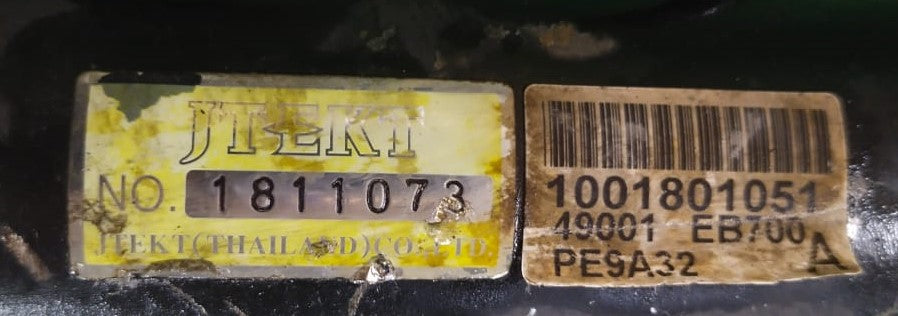 JTEKT
NO. 1811073
JTEKT(THAILAND)CO.,LTD.
1001801051
49001 EB700
PE9A32 A